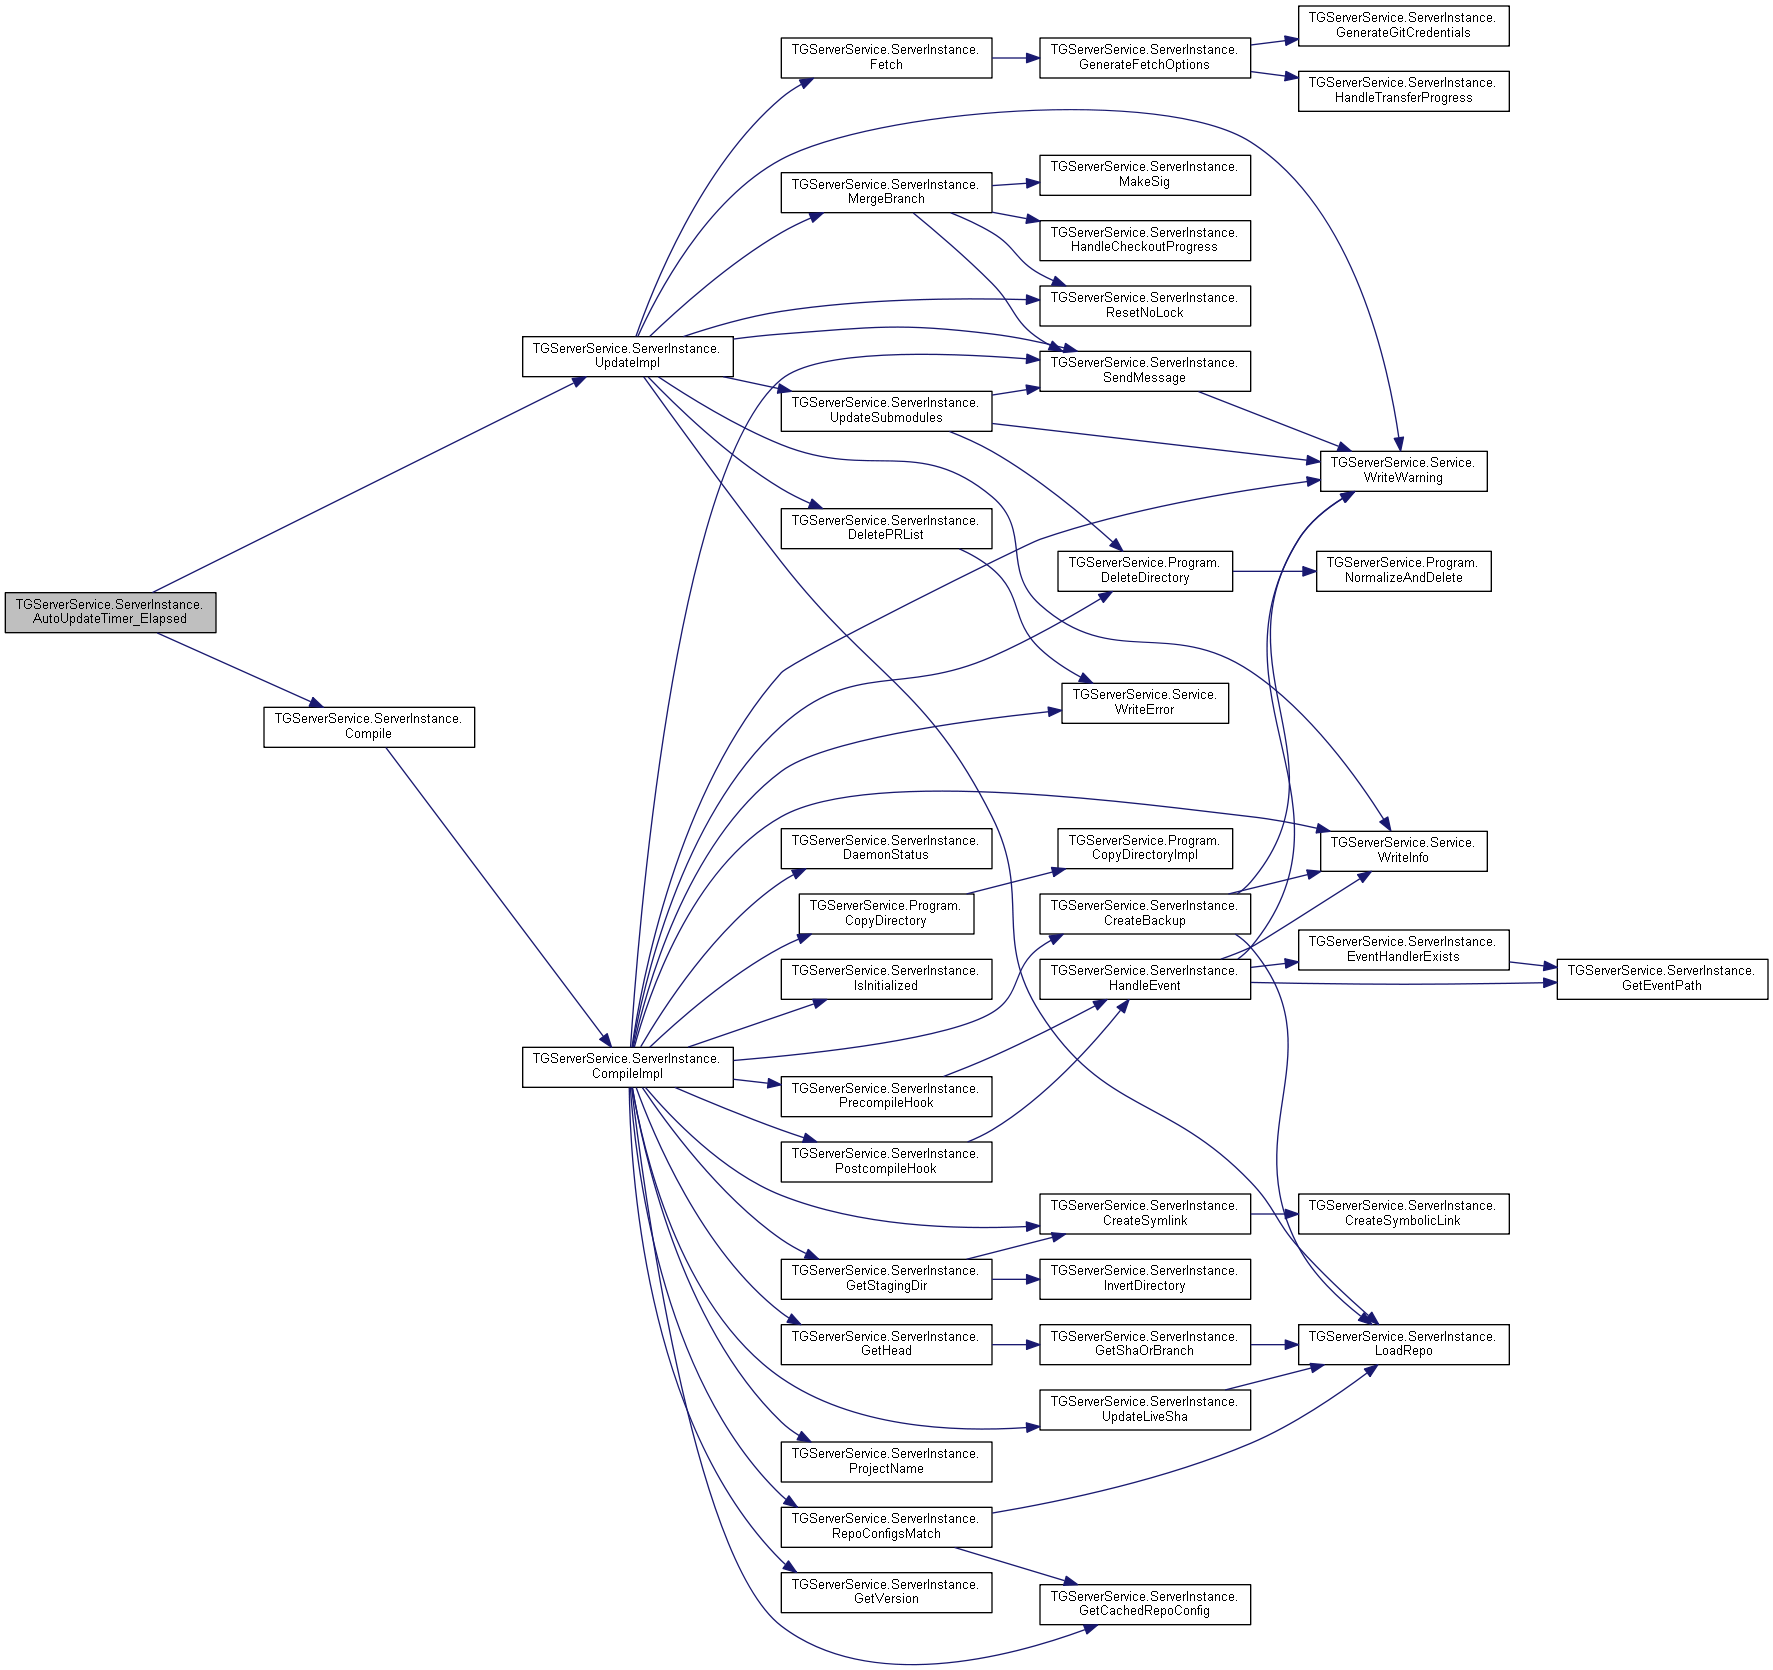 TGServerService.ServerInstance.
GenerateGitCredentials
TGServerService.ServerInstance.
Fetch
TGServerService.ServerInstance.
GenerateFetchOptions
TGServerService.ServerInstance.
HandleTransferProgress
TGServerService.ServerInstance.
MakeSig
TGServerService.ServerInstance.
MergeBranch
TGServerService.ServerInstance.
HandleCheckoutProgress
TGServerService.ServerInstance.
ResetNoLock
TGServerService.ServerInstance.
UpdateImpl
TGServerService.ServerInstance.
SendMessage
TGServerService.ServerInstance.
UpdateSubmodules
TGServerService.Service.
WriteWarning
TGServerService.ServerInstance.
DeletePRList
TGServerService.Program.
DeleteDirectory
TGServerService.Program.
NormalizeAndDelete
TGServerService.ServerInstance.
AutoUpdateTimer_Elapsed
TGServerService.Service.
WriteError
TGServerService.ServerInstance.
Compile
TGServerService.ServerInstance.
DaemonStatus
TGServerService.Program.
CopyDirectoryImpl
TGServerService.Service.
WriteInfo
TGServerService.Program.
CopyDirectory
TGServerService.ServerInstance.
CreateBackup
TGServerService.ServerInstance.
EventHandlerExists
TGServerService.ServerInstance.
IsInitialized
TGServerService.ServerInstance.
HandleEvent
TGServerService.ServerInstance.
GetEventPath
TGServerService.ServerInstance.
CompileImpl
TGServerService.ServerInstance.
PrecompileHook
TGServerService.ServerInstance.
PostcompileHook
TGServerService.ServerInstance.
CreateSymlink
TGServerService.ServerInstance.
CreateSymbolicLink
TGServerService.ServerInstance.
GetStagingDir
TGServerService.ServerInstance.
InvertDirectory
TGServerService.ServerInstance.
GetHead
TGServerService.ServerInstance.
GetShaOrBranch
TGServerService.ServerInstance.
LoadRepo
TGServerService.ServerInstance.
UpdateLiveSha
TGServerService.ServerInstance.
ProjectName
TGServerService.ServerInstance.
RepoConfigsMatch
TGServerService.ServerInstance.
GetVersion
TGServerService.ServerInstance.
GetCachedRepoConfig